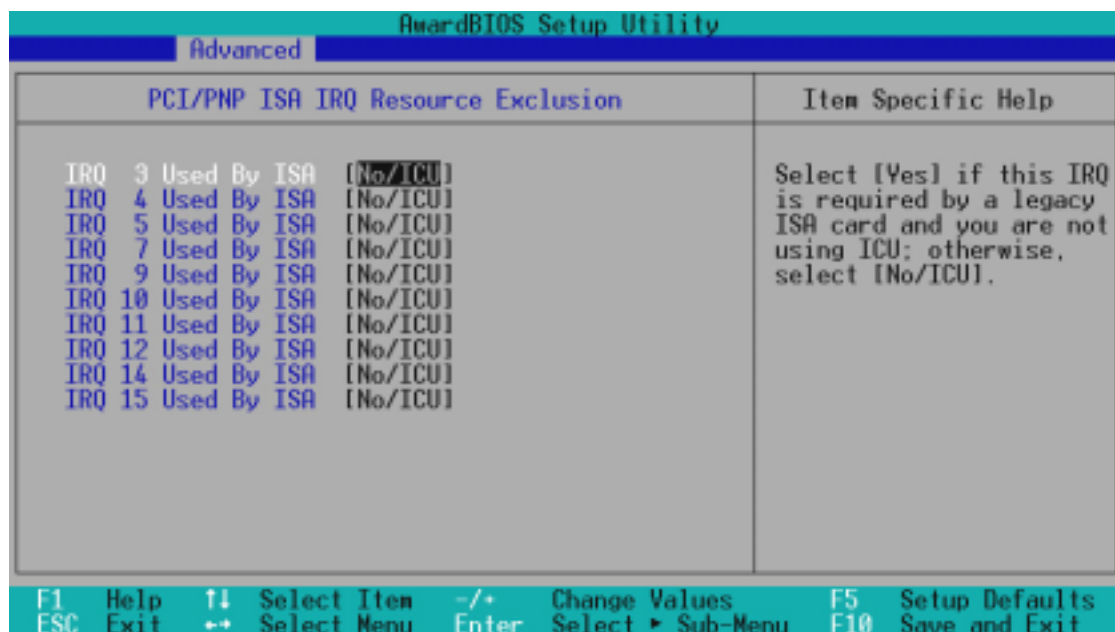 AwardBIOS Setup Utility
Advanced
PCI/PNP ISA IRQ Resource Exclusion
Item Specific Help
IRQ 3 Used By ISA [No/ICU]
IRQ 4 Used By ISA [No/ICU]
IRQ 5 Used By ISA [No/ICU]
IRQ 7 Used By ISA [No/ICU]
IRQ 9 Used By ISA [No/ICU]
IRQ 10 Used By ISA [No/ICU]
IRQ 11 Used By ISA [No/ICU]
IRQ 12 Used By ISA [No/ICU]
IRQ 14 Used By ISA [No/ICU]
IRQ 15 Used By ISA [No/ICU]
Select [Yes] if this IRQ
is required by a legacy
ISA card and you are not
using ICU; otherwise,
select [No/ICU].
F1 Help ↑↓ Select Item -/+ Change Values F5 Setup Defaults
ESC Exit ←→ Select Menu Enter Select ► Sub-Menu F10 Save and Exit